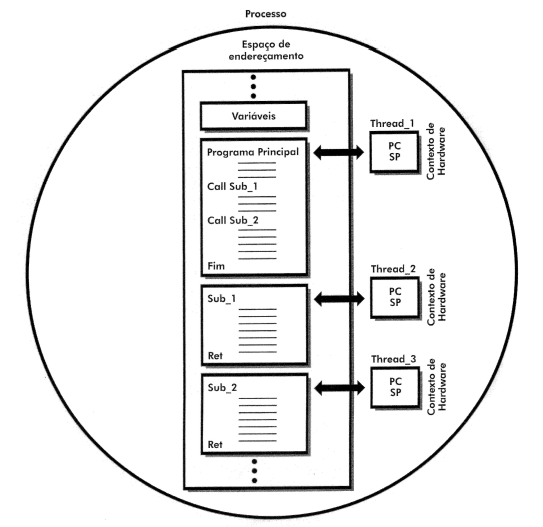 Processo
Espaço de
endereçamento
Variáveis
Programa Principal
Call Sub_1
Call Sub_2
Fim
Thread_1
PC
SP
Contexto de
Hardware
Sub_1
Ret
Thread_2
PC
SP
Contexto de
Hardware
Sub_2
Ret
Thread_3
PC
SP
Contexto de
Hardware